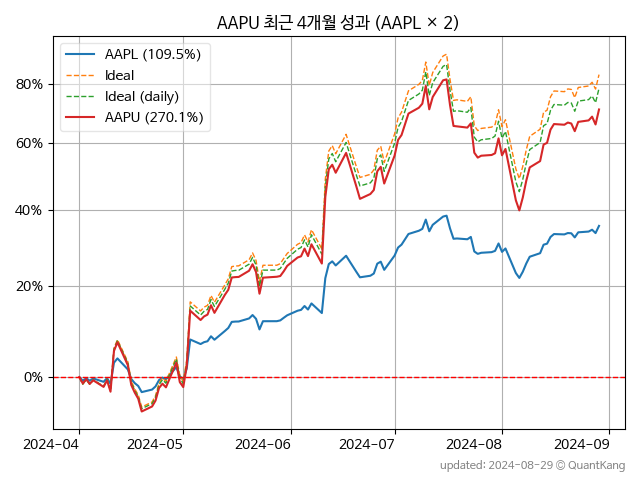 AAPU 최근 4개월 성과 (AAPL × 2)
AAPL (109.5%)
Ideal
Ideal (daily)
AAPU (270.1%)
80%
60%
40%
20%
0%
2024-04 2024-05 2024-06 2024-07 2024-08 2024-09
updated: 2024-08-29 © QuantKang